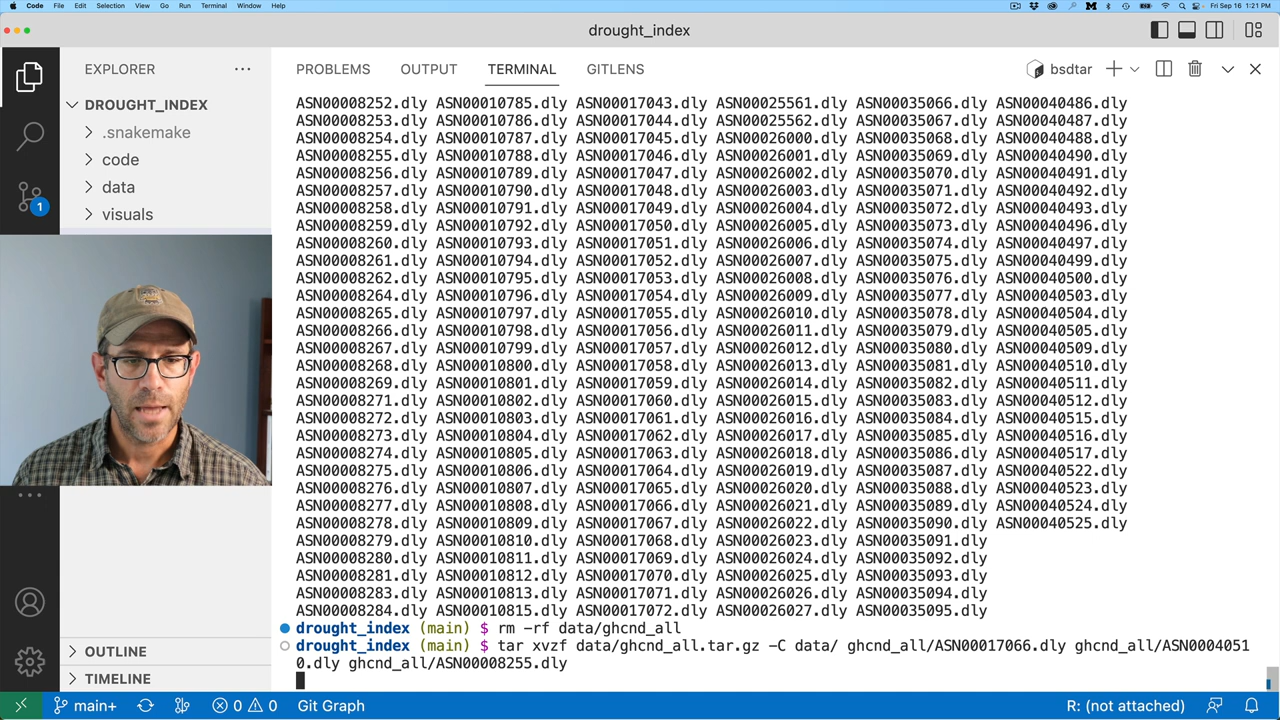 Code File Edit Selection View Go Run Terminal Window Help
Fri Sep 16 1:21 PM
drought_index
EXPLORER
PROBLEMS OUTPUT TERMINAL GITLENS
bsdtar
DROUGHT_INDEX
.snakemake
code
data
visuals
1
OUTLINE
TIMELINE
ASN00008252.dly ASN00010785.dly ASN00017043.dly ASN00025561.dly ASN00035066.dly ASN00040486.dly
ASN00008253.dly ASN00010786.dly ASN00017044.dly ASN00025562.dly ASN00035067.dly ASN00040487.dly
ASN00008254.dly ASN00010787.dly ASN00017045.dly ASN00026000.dly ASN00035068.dly ASN00040488.dly
ASN00008255.dly ASN00010788.dly ASN00017046.dly ASN00026001.dly ASN00035069.dly ASN00040490.dly
ASN00008256.dly ASN00010789.dly ASN00017047.dly ASN00026002.dly ASN00035070.dly ASN00040491.dly
ASN00008257.dly ASN00010790.dly ASN00017048.dly ASN00026003.dly ASN00035071.dly ASN00040492.dly
ASN00008258.dly ASN00010791.dly ASN00017049.dly ASN00026004.dly ASN00035072.dly ASN00040493.dly
ASN00008259.dly ASN00010792.dly ASN00017050.dly ASN00026005.dly ASN00035073.dly ASN00040496.dly
ASN00008260.dly ASN00010793.dly ASN00017051.dly ASN00026006.dly ASN00035074.dly ASN00040497.dly
ASN00008261.dly ASN00010794.dly ASN00017052.dly ASN00026007.dly ASN00035075.dly ASN00040499.dly
ASN00008262.dly ASN00010795.dly ASN00017053.dly ASN00026008.dly ASN00035076.dly ASN00040500.dly
ASN00008264.dly ASN00010796.dly ASN00017054.dly ASN00026009.dly ASN00035077.dly ASN00040503.dly
ASN00008265.dly ASN00010797.dly ASN00017055.dly ASN00026010.dly ASN00035078.dly ASN00040504.dly
ASN00008266.dly ASN00010798.dly ASN00017056.dly ASN00026011.dly ASN00035079.dly ASN00040505.dly
ASN00008267.dly ASN00010799.dly ASN00017057.dly ASN00026012.dly ASN00035080.dly ASN00040509.dly
ASN00008268.dly ASN00010800.dly ASN00017058.dly ASN00026013.dly ASN00035081.dly ASN00040510.dly
ASN00008269.dly ASN00010801.dly ASN00017059.dly ASN00026014.dly ASN00035082.dly ASN00040511.dly
ASN00008271.dly ASN00010802.dly ASN00017060.dly ASN00026015.dly ASN00035083.dly ASN00040512.dly
ASN00008272.dly ASN00010803.dly ASN00017061.dly ASN00026016.dly ASN00035084.dly ASN00040515.dly
ASN00008273.dly ASN00010804.dly ASN00017062.dly ASN00026017.dly ASN00035085.dly ASN00040516.dly
ASN00008274.dly ASN00010805.dly ASN00017063.dly ASN00026018.dly ASN00035086.dly ASN00040517.dly
ASN00008275.dly ASN00010806.dly ASN00017064.dly ASN00026019.dly ASN00035087.dly ASN00040522.dly
ASN00008276.dly ASN00010807.dly ASN00017065.dly ASN00026020.dly ASN00035088.dly ASN00040523.dly
ASN00008277.dly ASN00010808.dly ASN00017066.dly ASN00026021.dly ASN00035089.dly ASN00040524.dly
ASN00008278.dly ASN00010809.dly ASN00017067.dly ASN00026022.dly ASN00035090.dly ASN00040525.dly
ASN00008279.dly ASN00010810.dly ASN00017068.dly ASN00026023.dly ASN00035091.dly
ASN00008280.dly ASN00010811.dly ASN00017069.dly ASN00026024.dly ASN00035092.dly
ASN00008281.dly ASN00010812.dly ASN00017070.dly ASN00026025.dly ASN00035093.dly
ASN00008283.dly ASN00010813.dly ASN00017071.dly ASN00026026.dly ASN00035094.dly
ASN00008284.dly ASN00010815.dly ASN00017072.dly ASN00026027.dly ASN00035095.dly
drought_index (main) $ rm -rf data/ghcnd_all
drought_index (main) $ tar xvzf data/ghcnd_all.tar.gz -C data/ ghcnd_all/ASN00017066.dly ghcnd_all/ASN0004051
0.dly ghcnd_all/ASN00008255.dly
main+ 0 0 Git Graph R: (not attached)